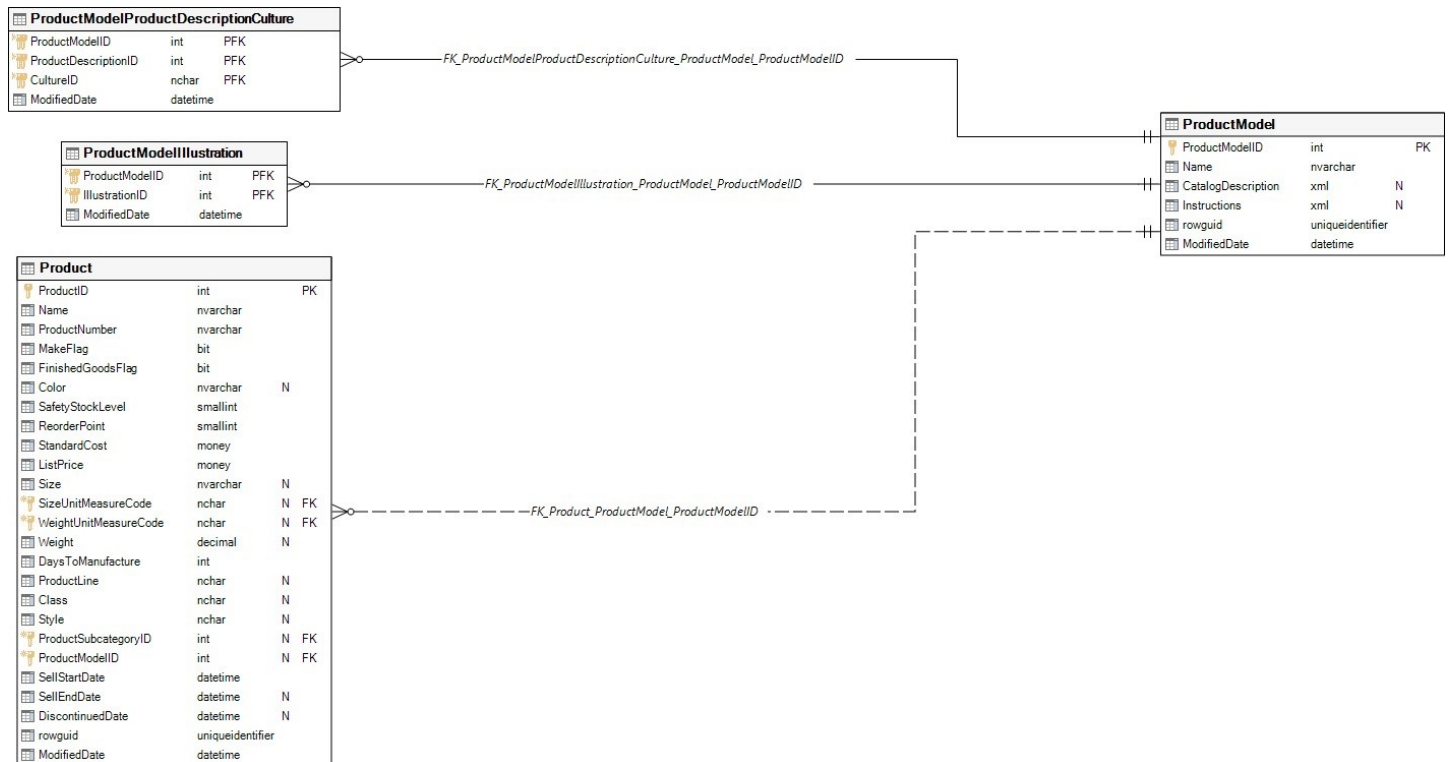 ProductModelProductDescriptionCulture
ProductModelID int PFK
ProductDescriptionID int PFK
CultureID nchar PFK
ModifiedDate datetime
FK_ProductModelProductDescriptionCulture_ProductModel_ProductModelID
ProductModel
ProductModelID int PK
Name nvarchar
CatalogDescription xml N
Instructions xml N
rowguid uniqueidentifier
ModifiedDate datetime
ProductModelIllustration
ProductModelID int PFK
IllustrationID int PFK
ModifiedDate datetime
FK_ProductModelIllustration_ProductModel_ProductModelID
Product
ProductID int PK
Name nvarchar
ProductNumber nvarchar
MakeFlag bit
FinishedGoodsFlag bit
Color nvarchar N
SafetyStockLevel smallint
ReorderPoint smallint
StandardCost money
ListPrice money
Size nvarchar N
SizeUnitMeasureCode nchar N FK
WeightUnitMeasureCode nchar N FK
Weight decimal N
DaysToManufacture int
ProductLine nchar N
Class nchar N
Style nchar N
ProductSubcategoryID int N FK
ProductModelID int N FK
SellStartDate datetime
SellEndDate datetime N
DiscontinuedDate datetime N
rowguid uniqueidentifier
ModifiedDate datetime
FK_Product_ProductModel_ProductModelID